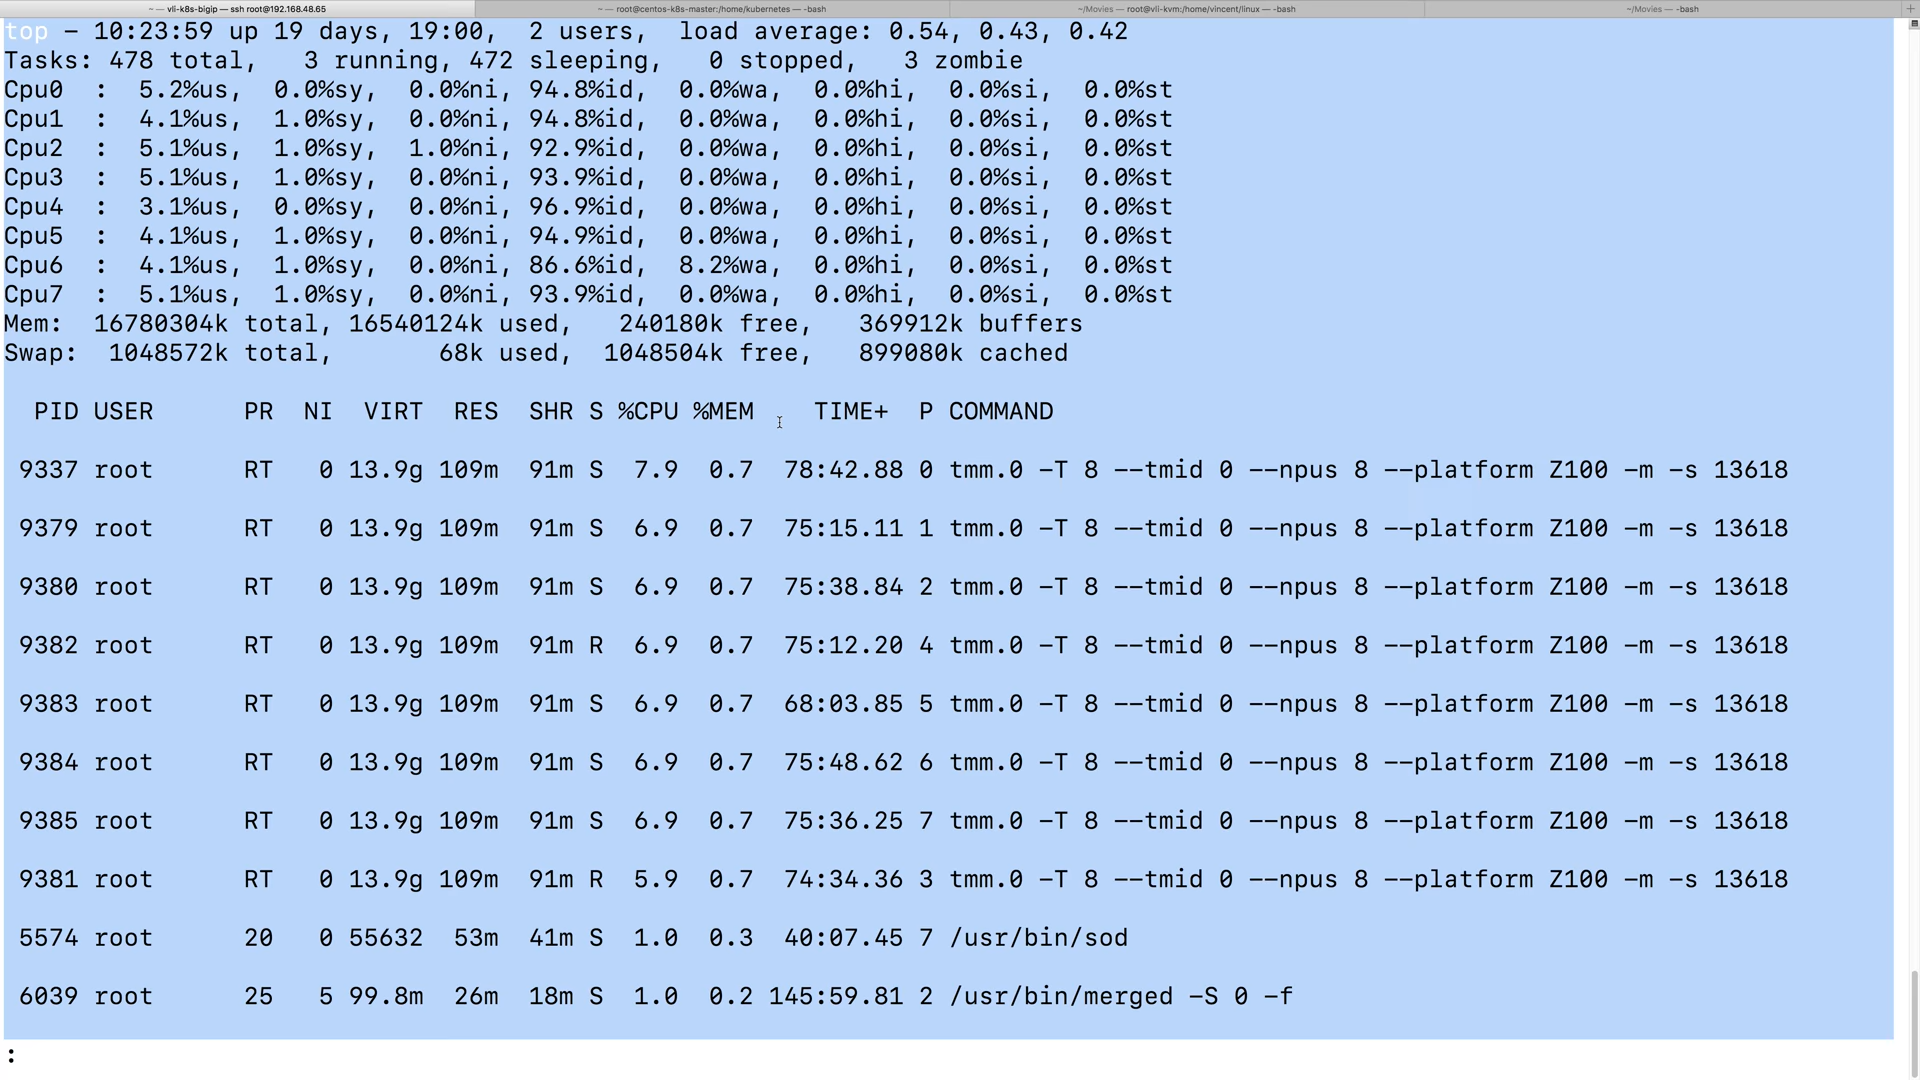 ~ — vli-k8s-bigip — ssh root@192.168.48.65
~ — root@centos-k8s-master:/home/kubernetes — -bash
~/Movies — root@vli-kvm:/home/vincent/linux — -bash
~/Movies — -bash
top – 10:23:59 up 19 days, 19:00,  2 users,  load average: 0.54, 0.43, 0.42
Tasks: 478 total,   3 running, 472 sleeping,   0 stopped,   3 zombie
Cpu0  :  5.2%us,  0.0%sy,  0.0%ni, 94.8%id,  0.0%wa,  0.0%hi,  0.0%si,  0.0%st
Cpu1  :  4.1%us,  1.0%sy,  0.0%ni, 94.8%id,  0.0%wa,  0.0%hi,  0.0%si,  0.0%st
Cpu2  :  5.1%us,  1.0%sy,  1.0%ni, 92.9%id,  0.0%wa,  0.0%hi,  0.0%si,  0.0%st
Cpu3  :  5.1%us,  1.0%sy,  0.0%ni, 93.9%id,  0.0%wa,  0.0%hi,  0.0%si,  0.0%st
Cpu4  :  3.1%us,  0.0%sy,  0.0%ni, 96.9%id,  0.0%wa,  0.0%hi,  0.0%si,  0.0%st
Cpu5  :  4.1%us,  1.0%sy,  0.0%ni, 94.9%id,  0.0%wa,  0.0%hi,  0.0%si,  0.0%st
Cpu6  :  4.1%us,  1.0%sy,  0.0%ni, 86.6%id,  8.2%wa,  0.0%hi,  0.0%si,  0.0%st
Cpu7  :  5.1%us,  1.0%sy,  0.0%ni, 93.9%id,  0.0%wa,  0.0%hi,  0.0%si,  0.0%st
Mem:  16780304k total, 16540124k used,   240180k free,   369912k buffers
Swap:  1048572k total,       68k used,  1048504k free,   899080k cached
PID USER      PR  NI  VIRT  RES  SHR S %CPU %MEM    TIME+  P COMMAND
9337 root      RT   0 13.9g 109m  91m S  7.9  0.7  78:42.88 0 tmm.0 -T 8 --tmid 0 --npus 8 --platform Z100 -m -s 13618
9379 root      RT   0 13.9g 109m  91m S  6.9  0.7  75:15.11 1 tmm.0 -T 8 --tmid 0 --npus 8 --platform Z100 -m -s 13618
9380 root      RT   0 13.9g 109m  91m S  6.9  0.7  75:38.84 2 tmm.0 -T 8 --tmid 0 --npus 8 --platform Z100 -m -s 13618
9382 root      RT   0 13.9g 109m  91m R  6.9  0.7  75:12.20 4 tmm.0 -T 8 --tmid 0 --npus 8 --platform Z100 -m -s 13618
9383 root      RT   0 13.9g 109m  91m S  6.9  0.7  68:03.85 5 tmm.0 -T 8 --tmid 0 --npus 8 --platform Z100 -m -s 13618
9384 root      RT   0 13.9g 109m  91m S  6.9  0.7  75:48.62 6 tmm.0 -T 8 --tmid 0 --npus 8 --platform Z100 -m -s 13618
9385 root      RT   0 13.9g 109m  91m S  6.9  0.7  75:36.25 7 tmm.0 -T 8 --tmid 0 --npus 8 --platform Z100 -m -s 13618
9381 root      RT   0 13.9g 109m  91m R  5.9  0.7  74:34.36 3 tmm.0 -T 8 --tmid 0 --npus 8 --platform Z100 -m -s 13618
5574 root      20   0 55632  53m  41m S  1.0  0.3  40:07.45 7 /usr/bin/sod
6039 root      25   5 99.8m  26m  18m S  1.0  0.2 145:59.81 2 /usr/bin/merged -S 0 -f
: